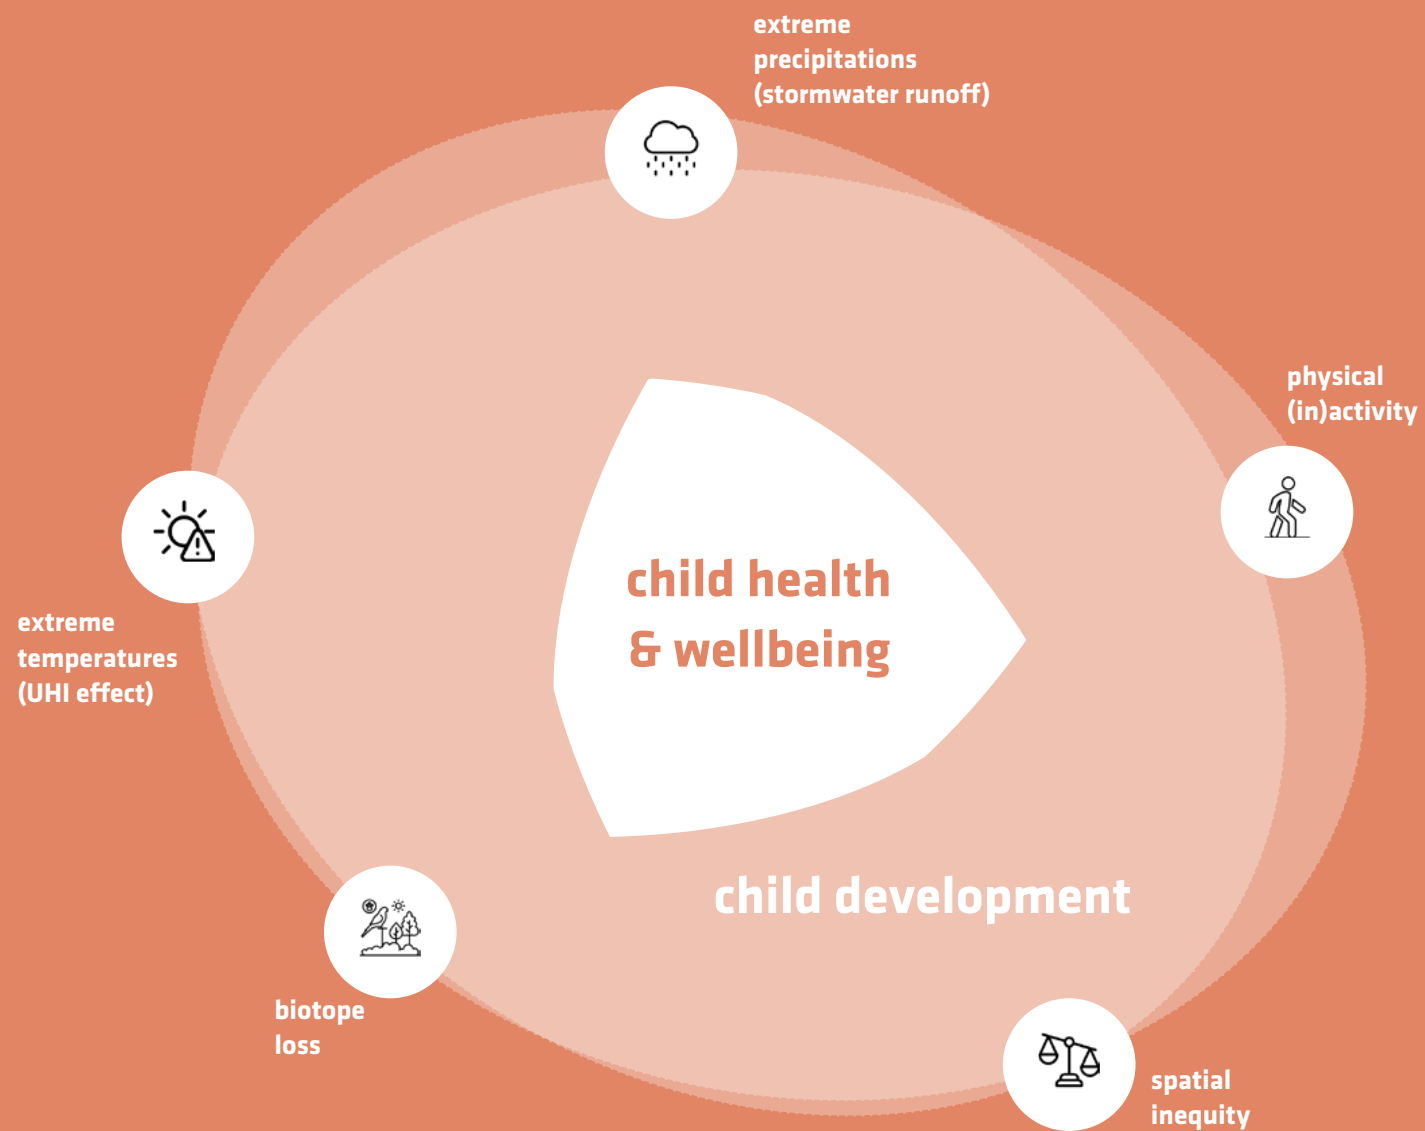 extreme
precipitations
(stormwater runoff)
physical
(in)activity
child health
& wellbeing
extreme
temperatures
(UHI effect)
child development
biotope
loss
spatial
inequity